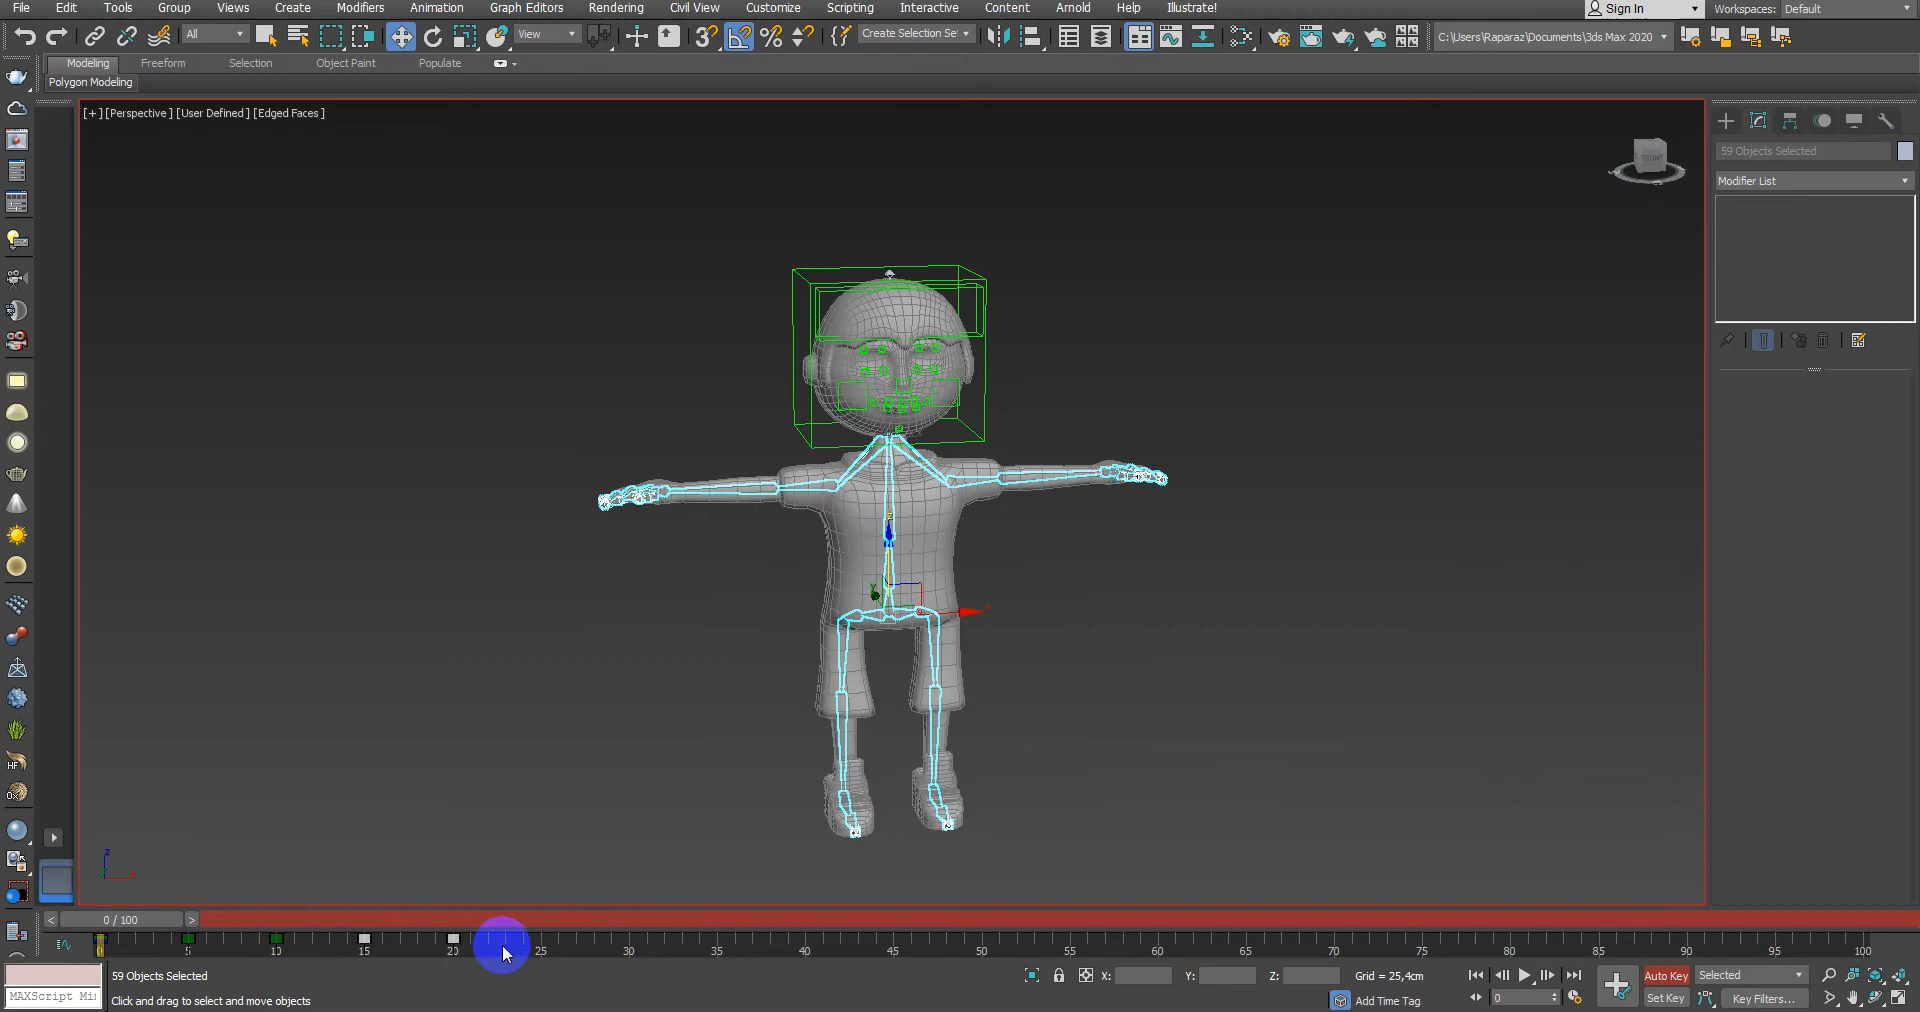 File Edit Tools Group Views Create Modifiers Animation Graph Editors Rendering Civil View Customize Scripting Interactive Content Arnold Help Illustrate! Sign In Workspaces: Default
All View Create Selection Se C:\Users\Raparaz\Documents\3ds Max 2020
Modeling Freeform Selection Object Paint Populate
Polygon Modeling
[+] [Perspective] [User Defined] [Edged Faces]
FRONT
59 Objects Selected
Modifier List
z
x
z
x
< 0 / 100 >
0 5 10 15 20 25 30 35 40 45 50 55 60 65 70 75 80 85 90 95 100
59 Objects Selected X: Y: Z: Grid = 25,4cm Auto Key Selected
MAXScript Mi Click and drag to select and move objects Add Time Tag 0 Set Key Key Filters...